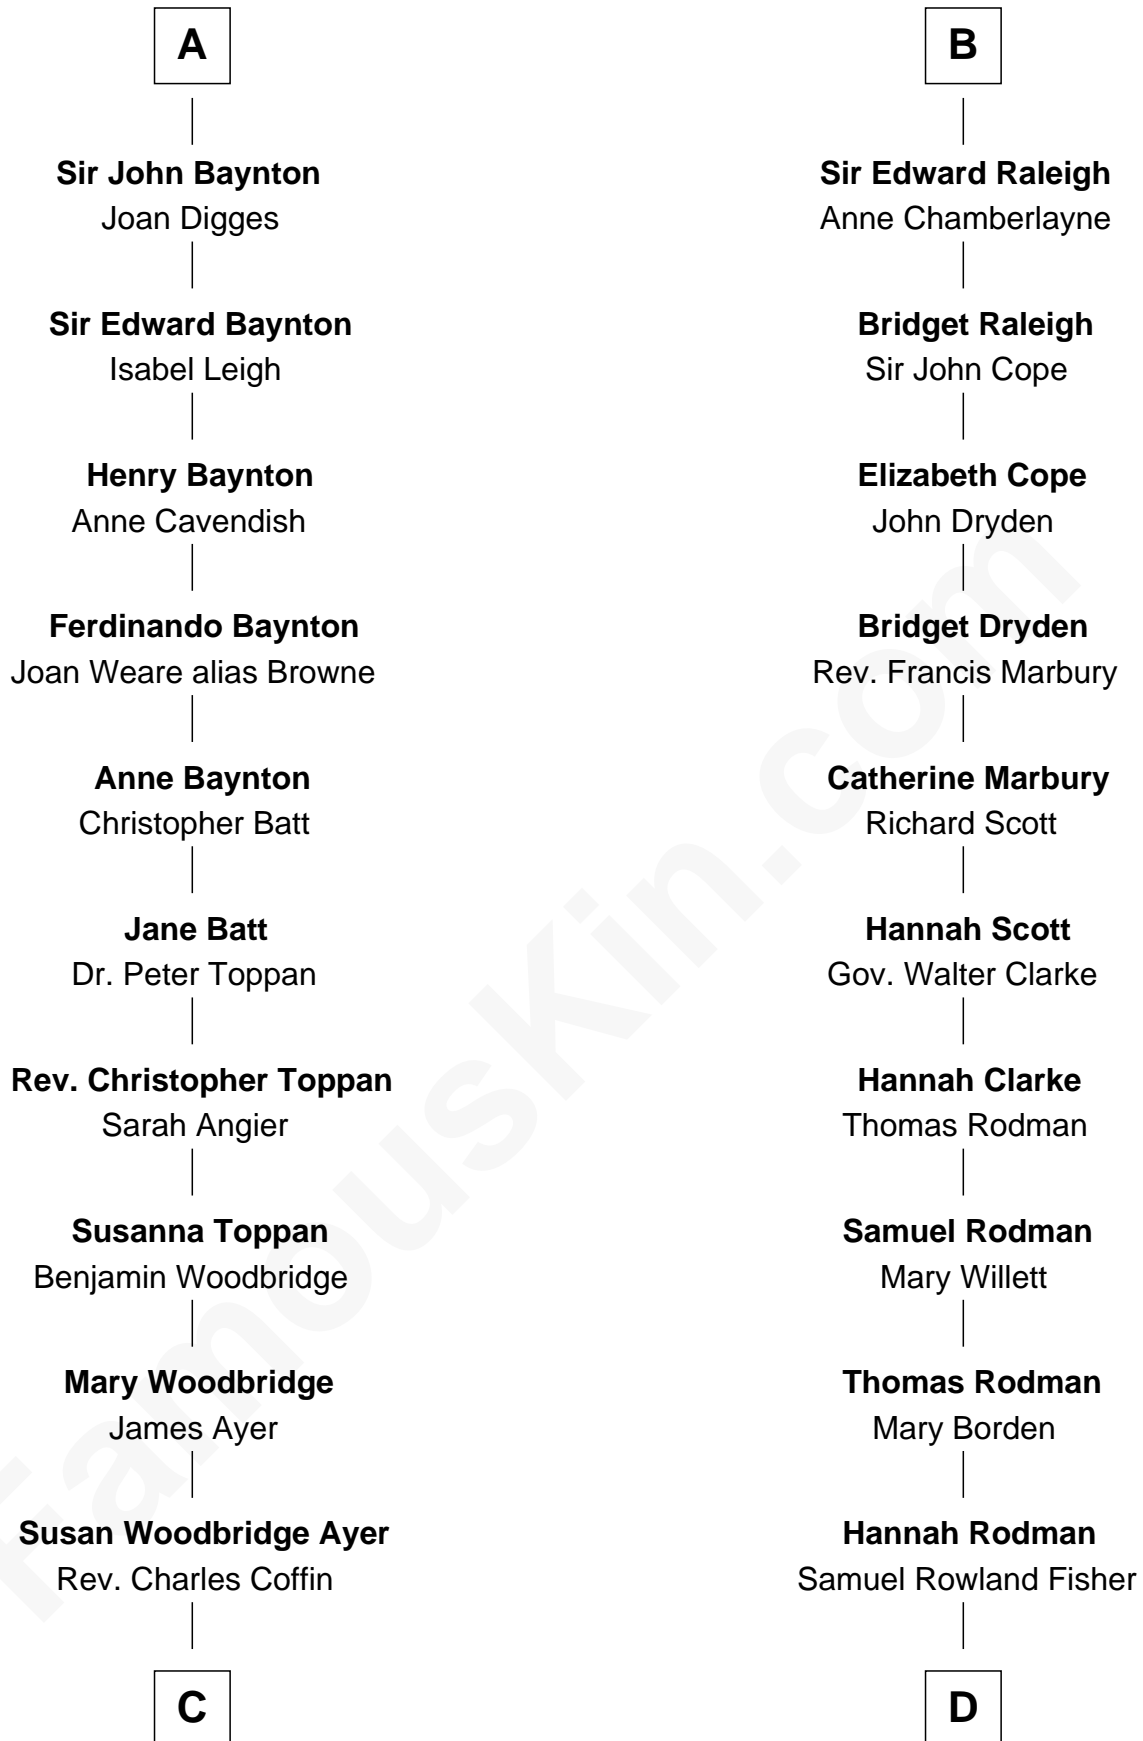 A
Sir John Baynton
Joan Digges
Sir Edward Baynton
Isabel Leigh
Henry Baynton
Anne Cavendish
Ferdinando Baynton
Joan Weare alias Browne
Anne Baynton
Christopher Batt
Jane Batt
Dr. Peter Toppan
Rev. Christopher Toppan
Sarah Angier
Susanna Toppan
Benjamin Woodbridge
Mary Woodbridge
James Ayer
Susan Woodbridge Ayer
Rev. Charles Coffin
C
B
Sir Edward Raleigh
Anne Chamberlayne
Bridget Raleigh
Sir John Cope
Elizabeth Cope
John Dryden
Bridget Dryden
Rev. Francis Marbury
Catherine Marbury
Richard Scott
Hannah Scott
Gov. Walter Clarke
Hannah Clarke
Thomas Rodman
Samuel Rodman
Mary Willett
Thomas Rodman
Mary Borden
Hannah Rodman
Samuel Rowland Fisher
D
FamousKin.com